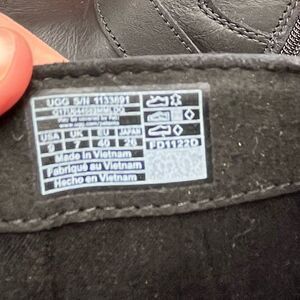 UGG S/N 1133891
USA UK EU JAPAN
9 7 40 26
PD1122D
Made in Vietnam
Fabriqué au Vietnam
Hecho en Vietnam